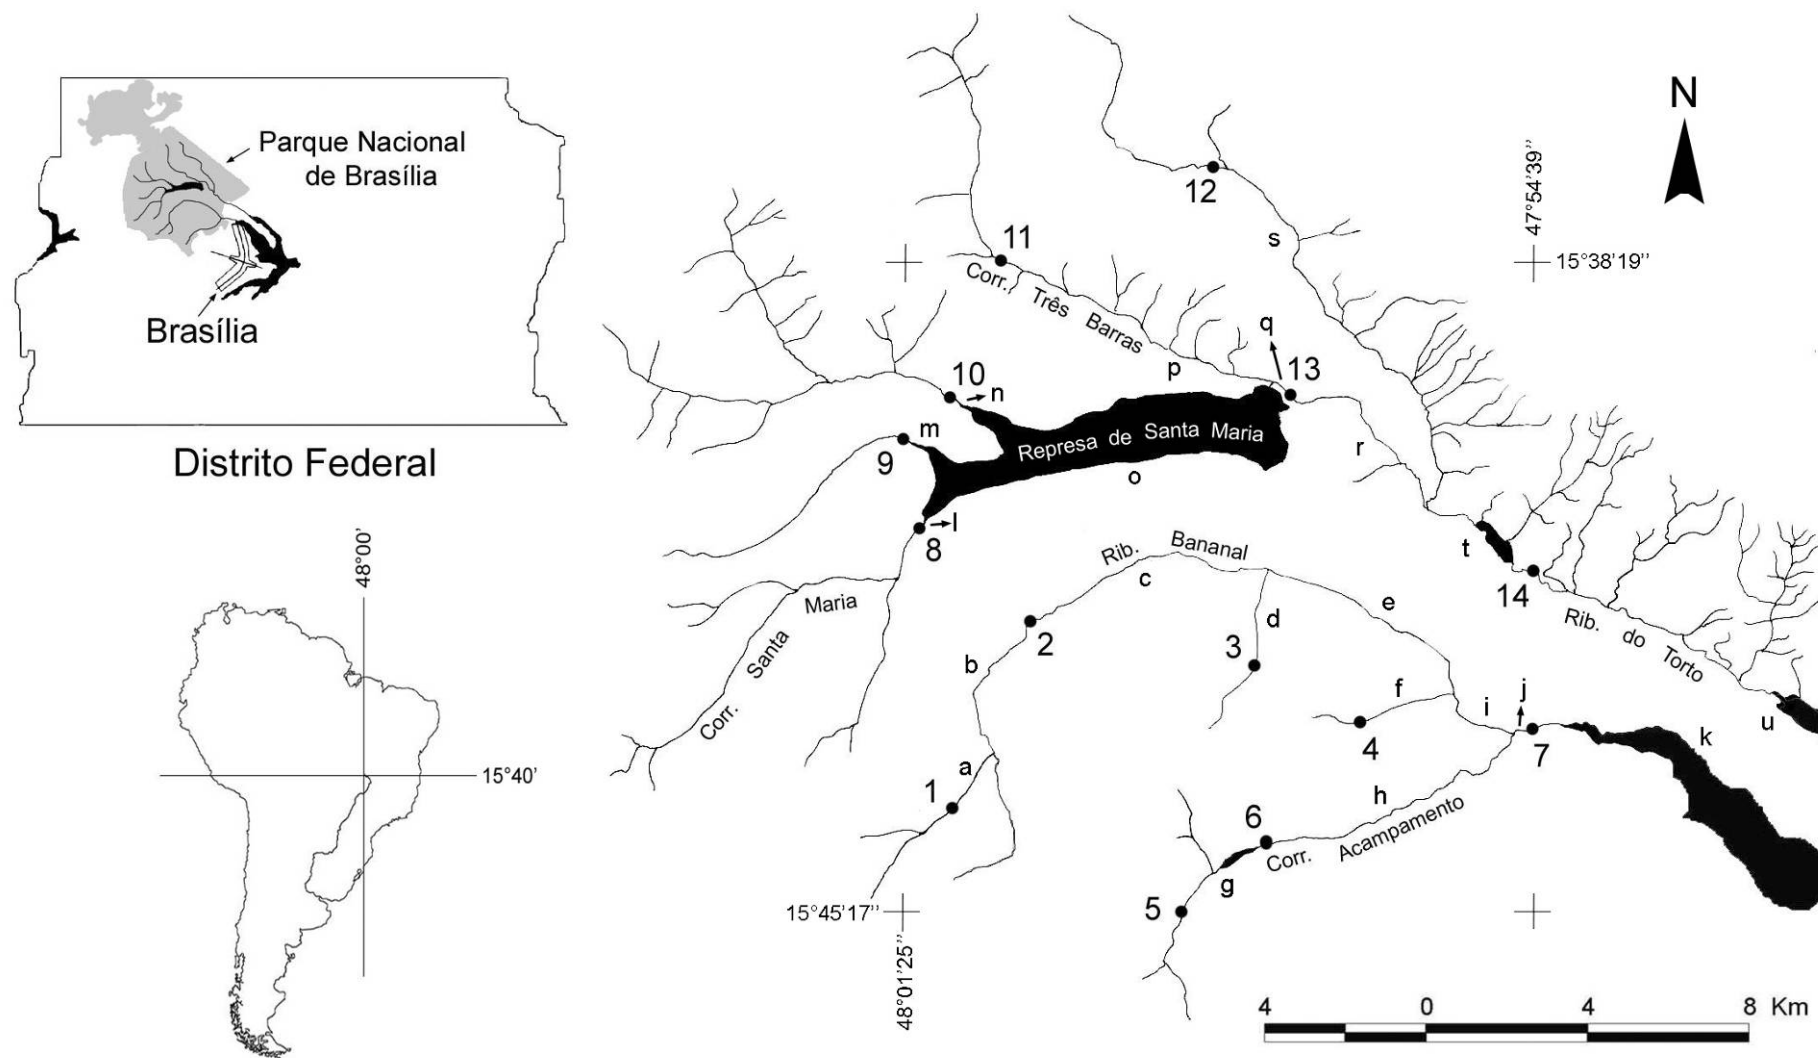 Parque Nacional
de Brasília
Brasília
Distrito Federal
48°00'
15°40'
N
47°54'39''
15°38'19''
12
s
11
Corr. Três Barras
p
q
13
10
n
m
9
Represa de Santa Maria
o
r
l
8
t
14
Rib. do Torto
u
Rib. Bananal
c
e
2
b
d
3
f
4
i
j
7
k
Corr. Santa Maria
a
1
h
6
Corr. Acampamento
g
5
15°45'17''
48°01'25''
4 0 4 8 Km